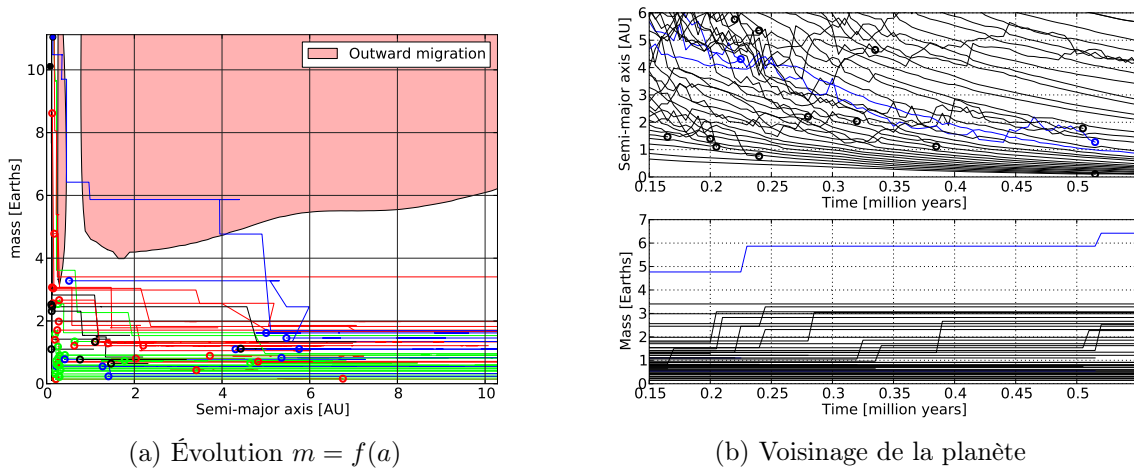 Outward migration
mass [Earths]
10
8
6
4
2
0
0 2 4 6 8 10
Semi-major axis [AU]
(a) Évolution m = f(a)
Semi-major axis [AU]
6
5
4
3
2
1
0
0.15 0.2 0.25 0.3 0.35 0.4 0.45 0.5
Time [million years]
Mass [Earths]
7
6
5
4
3
2
1
0
0.15 0.2 0.25 0.3 0.35 0.4 0.45 0.5
Time [million years]
(b) Voisinage de la planète